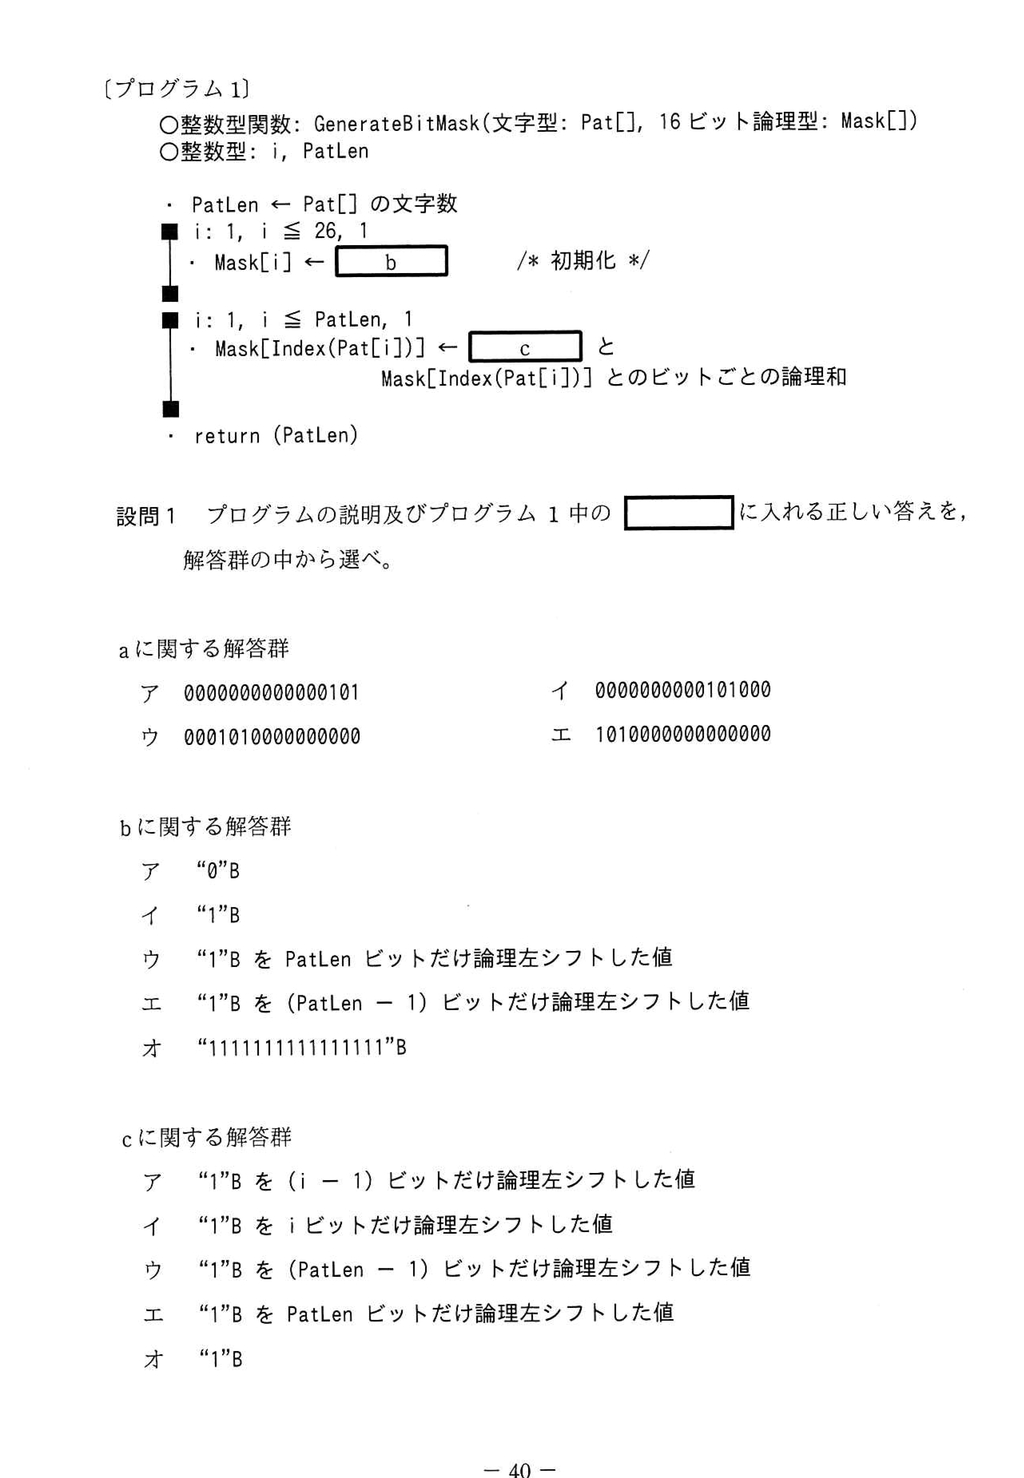 〔プログラム 1〕
○整数型関数: GenerateBitMask(文字型: Pat[], 16 ビット論理型: Mask[])
○整数型: i, PatLen
・ PatLen ← Pat[] の文字数
■ i: 1, i ≦ 26, 1
・ Mask[i] ← b /* 初期化 */
■
■ i: 1, i ≦ PatLen, 1
・ Mask[Index(Pat[i])] ← c と
Mask[Index(Pat[i])] とのビットごとの論理和
■
・ return (PatLen)
設問 1 プログラムの説明及びプログラム 1 中の に入れる正しい答えを,
解答群の中から選べ。
a に関する解答群
ア 0000000000000101 イ 0000000000101000
ウ 0001010000000000 エ 1010000000000000
b に関する解答群
ア “0”B
イ “1”B
ウ “1”B を PatLen ビットだけ論理左シフトした値
エ “1”B を (PatLen － 1) ビットだけ論理左シフトした値
オ “1111111111111111”B
c に関する解答群
ア “1”B を (i － 1) ビットだけ論理左シフトした値
イ “1”B を i ビットだけ論理左シフトした値
ウ “1”B を (PatLen － 1) ビットだけ論理左シフトした値
エ “1”B を PatLen ビットだけ論理左シフトした値
オ “1”B
－ 40 －